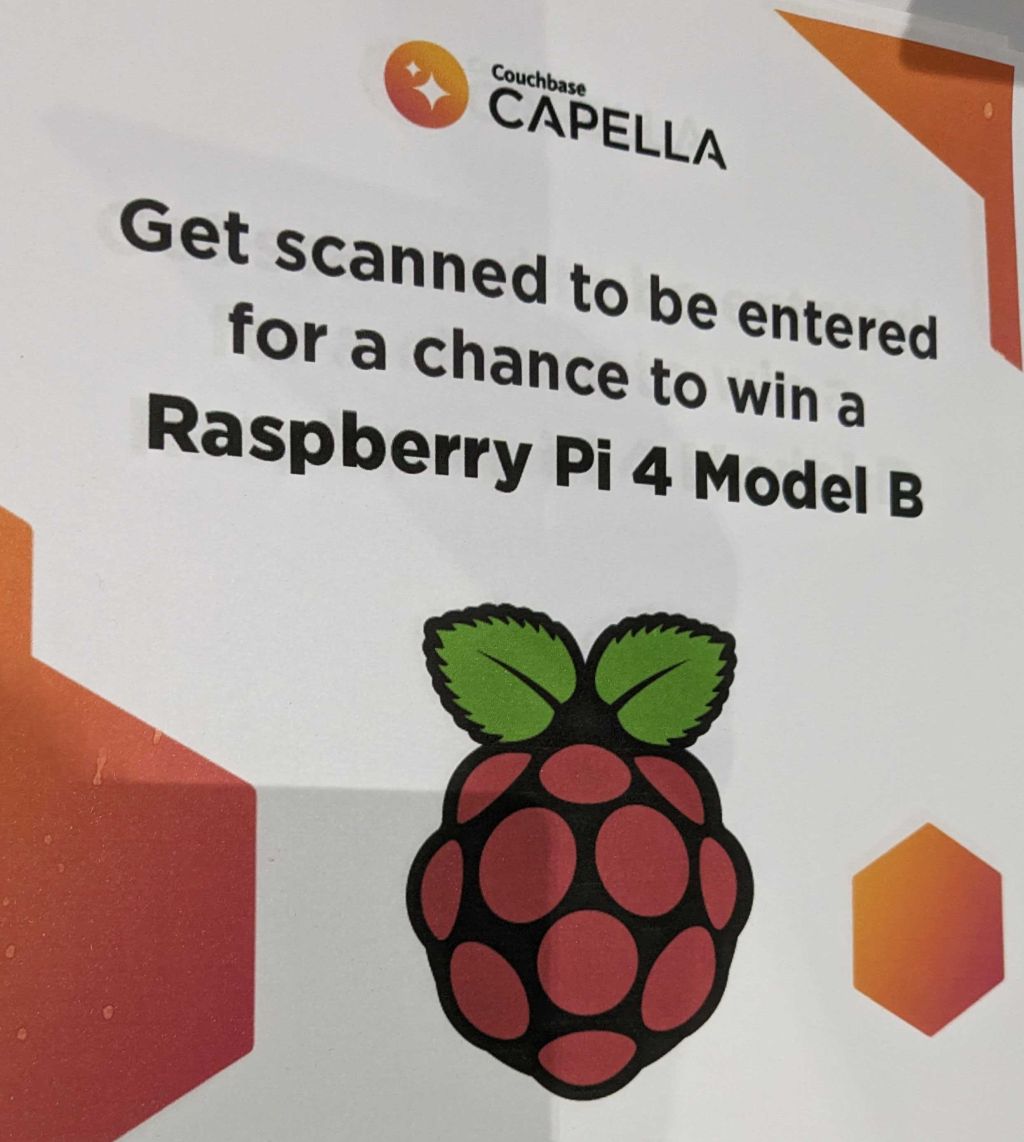 Couchbase
CAPELLA
Get scanned to be entered
for a chance to win a
Raspberry Pi 4 Model B